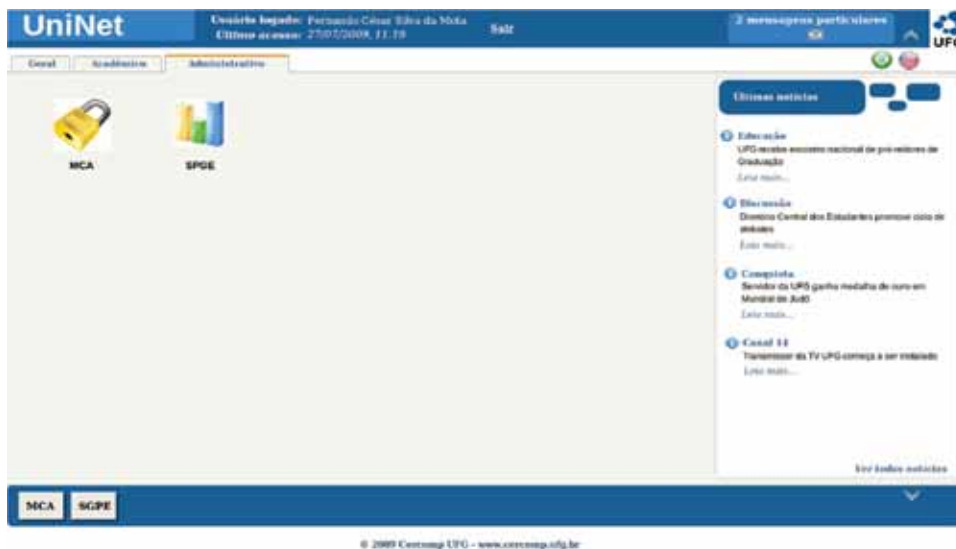 UniNet
Usuário logado: Fernando César Silva da Mota
Último acesso: 27/07/2009, 11:19
Sair
2 mensagens particulares
UFG
Geral
Acadêmico
Administrativo
MCA
SPGE
Últimas notícias
Educação
UFG recebe encontro nacional de pró-reitores de
Graduação
Leia mais...
Discussão
Diretório Central dos Estudantes promove ciclo de
debates
Leia mais...
Conquista
Servidor da UFG ganha medalha de ouro em
Mundial de Judô
Leia mais...
Canal 14
Transmissor da TV UFG começa a ser instalado
Leia mais...
Ver todas notícias
MCA
SGPE
© 2009 Cercomp UFG - www.cercomp.ufg.br